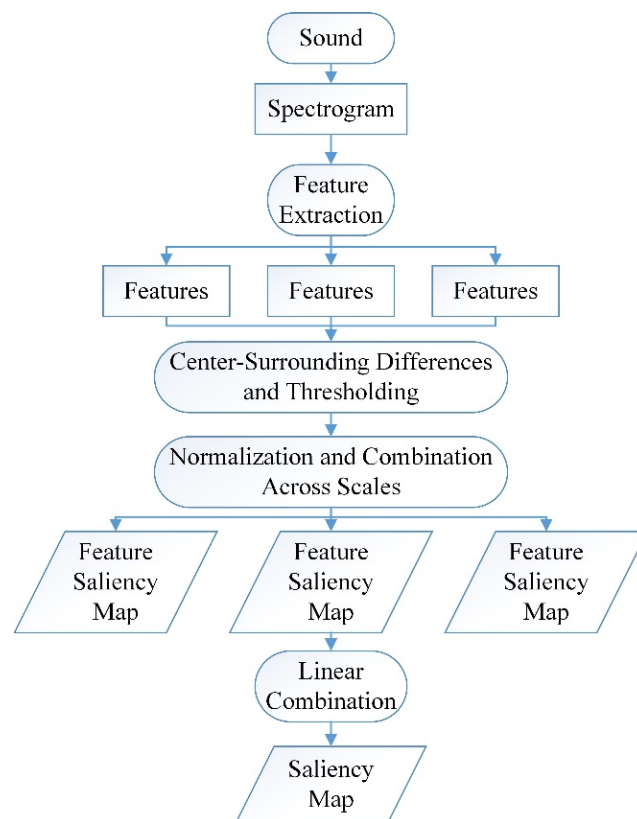 Sound
Spectrogram
Feature
Extraction
Features
Features
Features
Center-Surrounding Differences
and Thresholding
Normalization and Combination
Across Scales
Feature
Saliency
Map
Feature
Saliency
Map
Feature
Saliency
Map
Linear
Combination
Saliency
Map